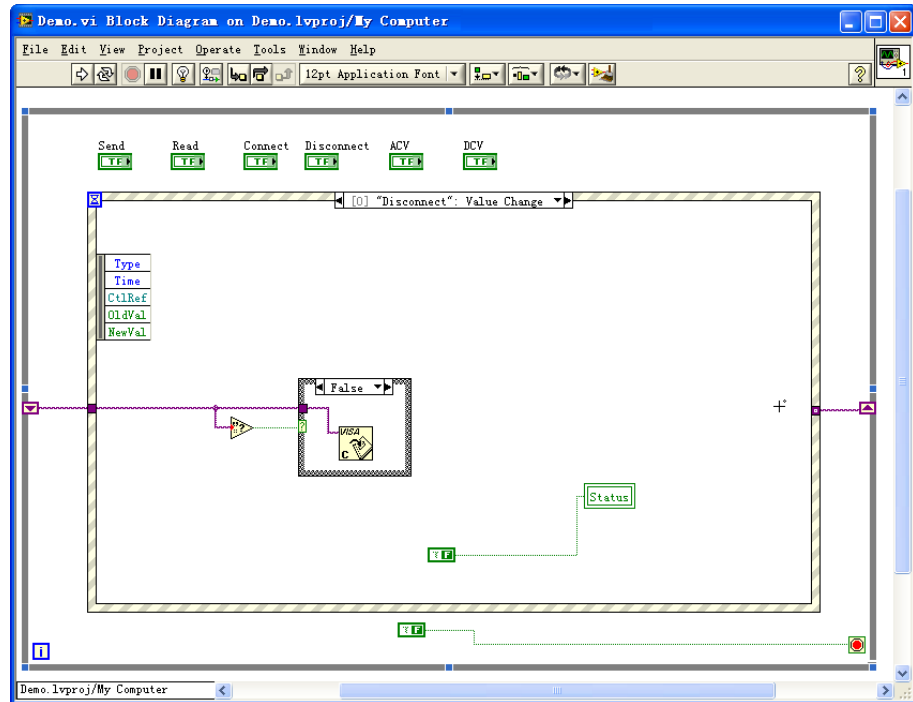 Demo.vi Block Diagram on Demo.lvproj/My Computer
File Edit View Project Operate Tools Window Help
12pt Application Font
?
1
Send Read Connect Disconnect ACV DCV
TF TF TF TF TF TF
[0] "Disconnect": Value Change
Type
Time
CtlRef
OldVal
NewVal
False
?
?
VISA
C
Status
F
F
i
Demo.lvproj/My Computer